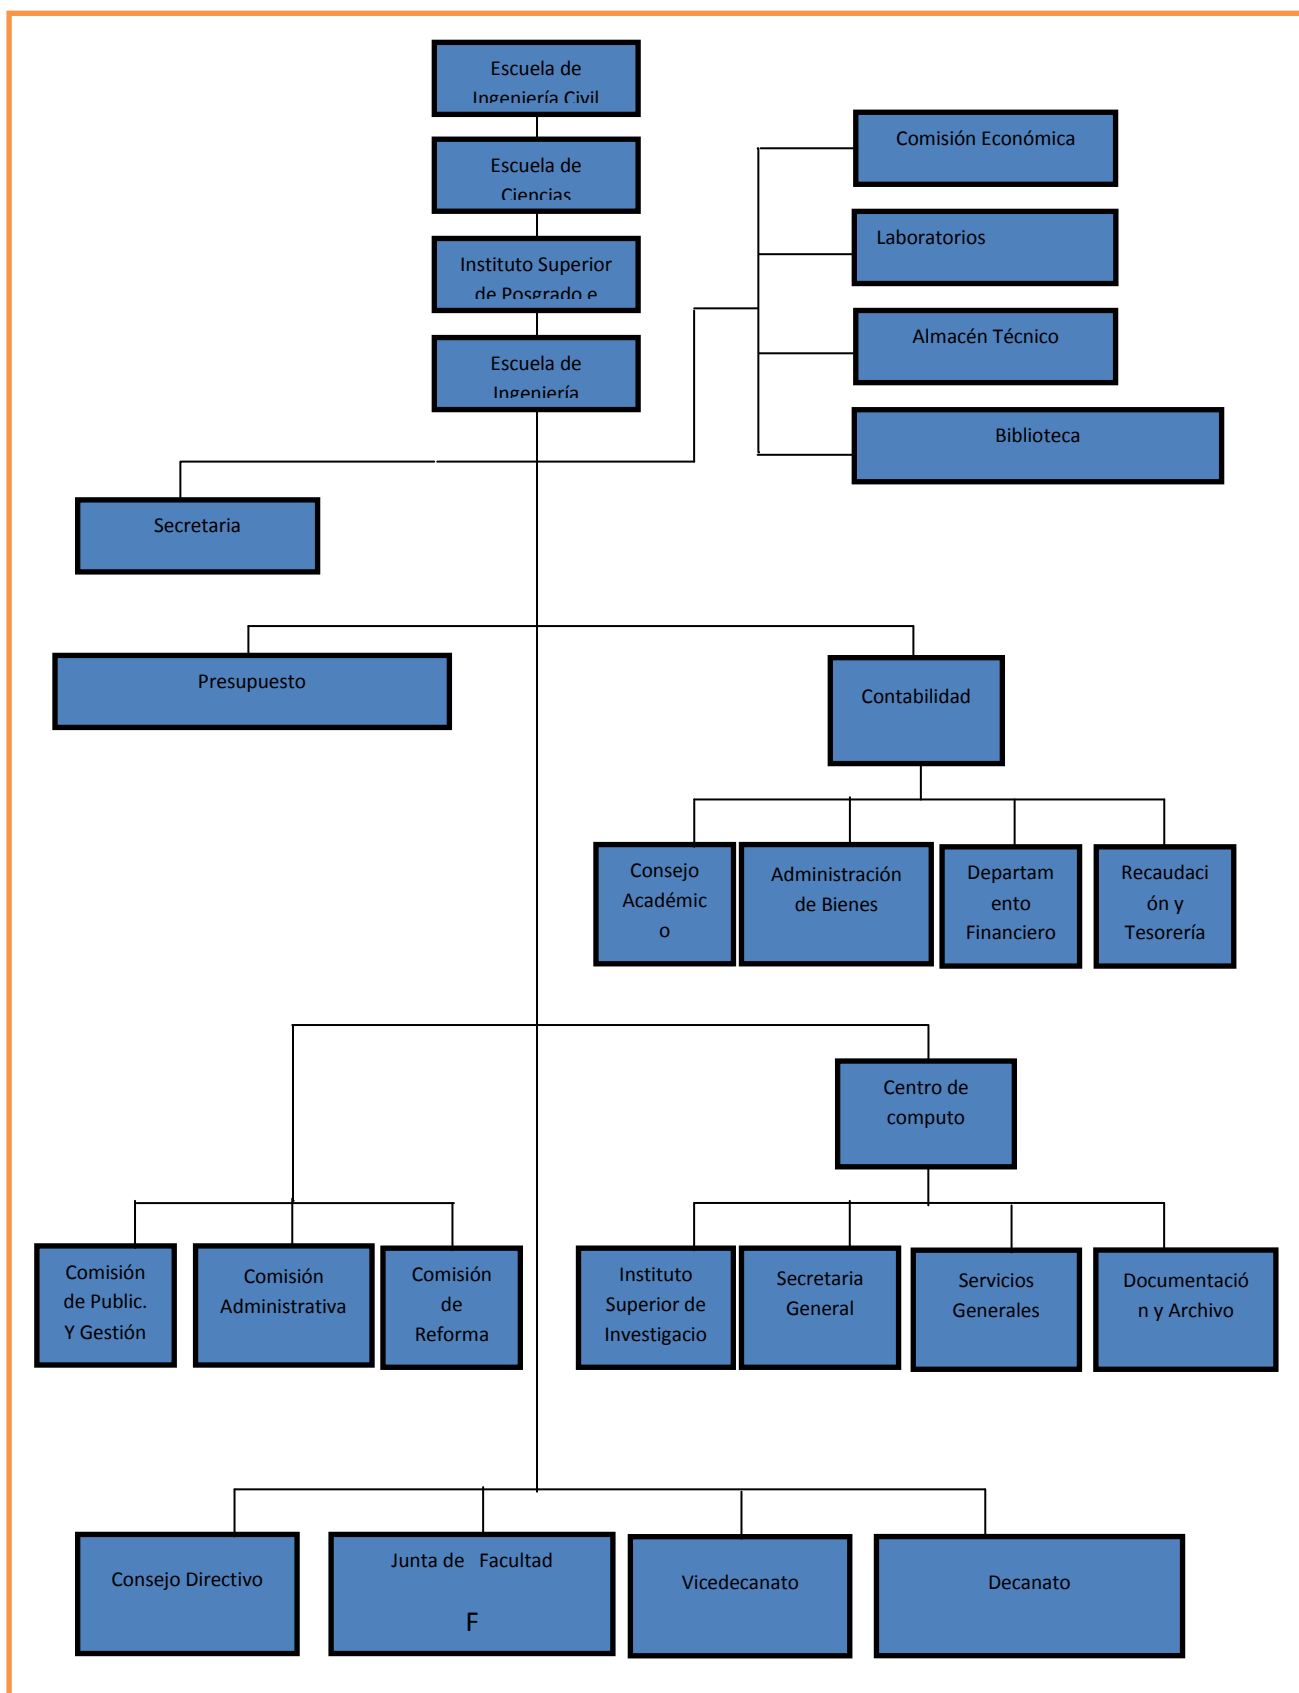 Escuela de
Ingeniería Civil
Escuela de
Ciencias
Instituto Superior
de Posgrado e
Escuela de
Ingeniería
Comisión Económica
Laboratorios
Almacén Técnico
Biblioteca
Secretaria
Presupuesto
Contabilidad
Consejo
Académic
o
Administración
de Bienes
Departam
ento
Financiero
Recaudaci
ón y
Tesorería
Centro de
computo
Comisión
de Public.
Y Gestión
Comisión
Administrativa
Comisión
de
Reforma
Instituto
Superior de
Investigacio
Secretaria
General
Servicios
Generales
Documentació
n y Archivo
Consejo Directivo
Junta de Facultad
F
Vicedecanato
Decanato